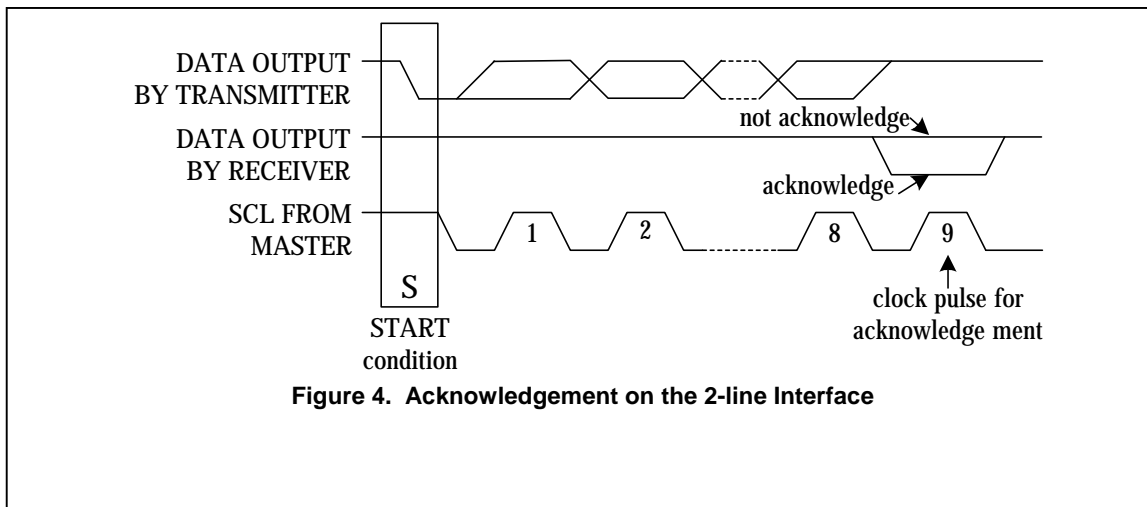 DATA OUTPUT
BY TRANSMITTER
not acknowledge
DATA OUTPUT
BY RECEIVER
acknowledge
SCL FROM
MASTER
1
2
8
9
S
START
condition
clock pulse for
acknowledge ment
Figure 4. Acknowledgement on the 2-line Interface